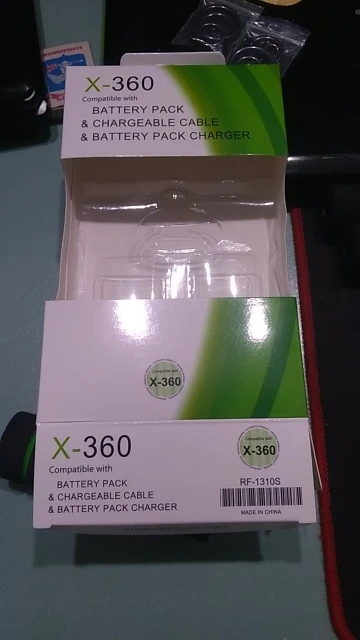 X-360
Compatible with
BATTERY PACK
& CHARGEABLE CABLE
& BATTERY PACK CHARGER
Compatible with
X-360
X-360
Compatible with
BATTERY PACK
& CHARGEABLE CABLE
& BATTERY PACK CHARGER
Compatible with
X-360
RF-1310S
MADE IN CHINA